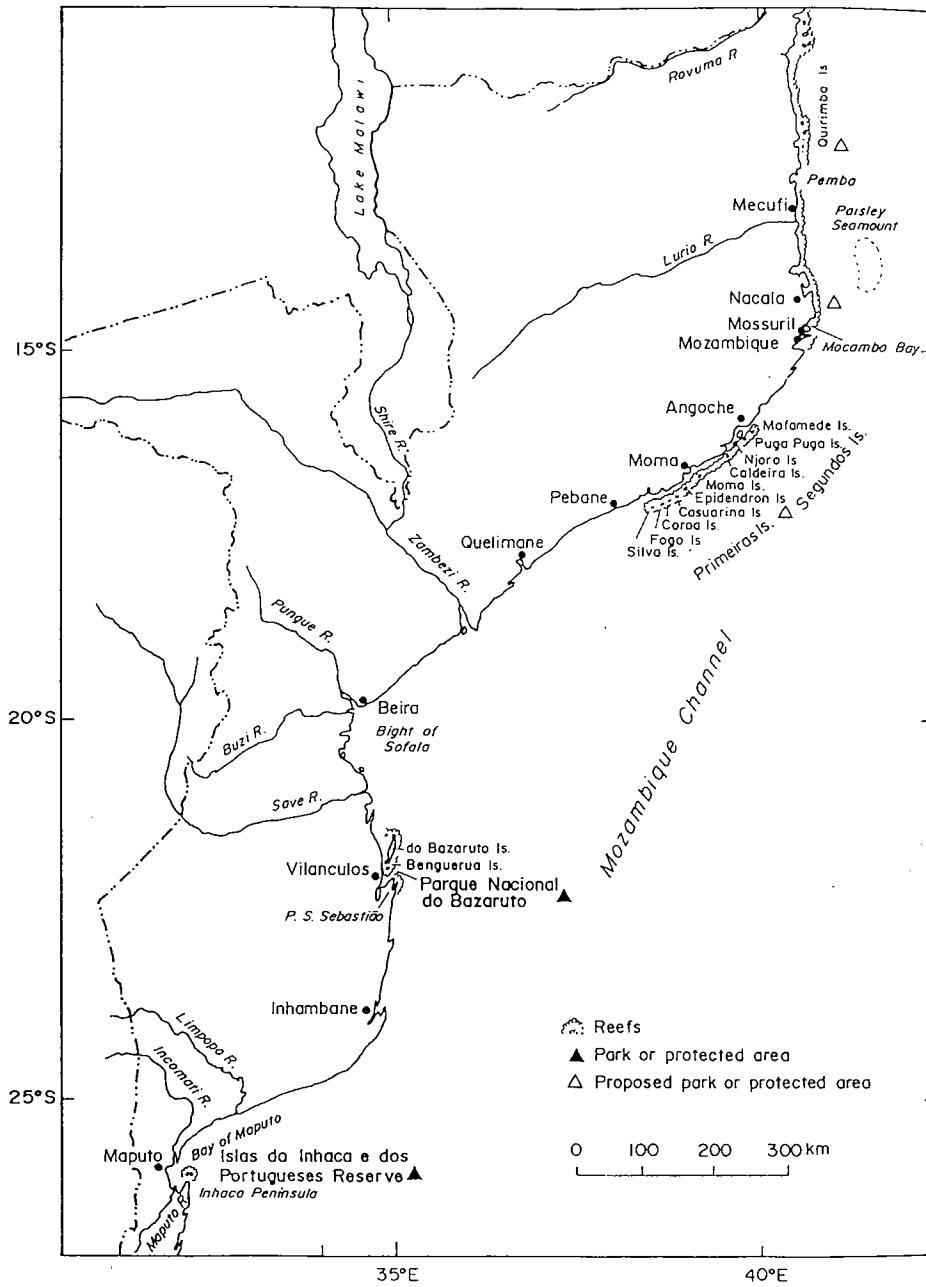 Rovuma R
Quirimba Is
Lake Malawi
Pemba
Mecufi
Paisley
Seamount
Lurio R.
Nacala
Mossuril
Mozambique
Mocambo Bay
15°S
Shire R.
Angoche
Mafamede Is.
Puga Puga Is.
Njoro Is
Caldeira Is.
Moma
Moma Is.
Epidendron Is
Pebane
Casuarina Is
Coroa Is.
Fogo Is
Silva Is.
Primeiras Is.
Segundos Is.
Quelimane
Zambezi R.
Pungue R.
Mozambique Channel
20°S
Beira
Bight of
Sofala
Buzi R.
Save R.
do Bazaruto Is.
Benguerua Is.
Vilanculos
Parque Nacional
do Bazaruto
P. S. Sebastião
Inhambane
Limpopo R.
Incomati R.
Reefs
Park or protected area
Proposed park or protected area
25°S
Bay of Maputo
Maputo
Islas da Inhaca e dos
Portugueses Reserve
Inhaca Peninsula
Maputo R.
0 100 200 300 km
35°E
40°E